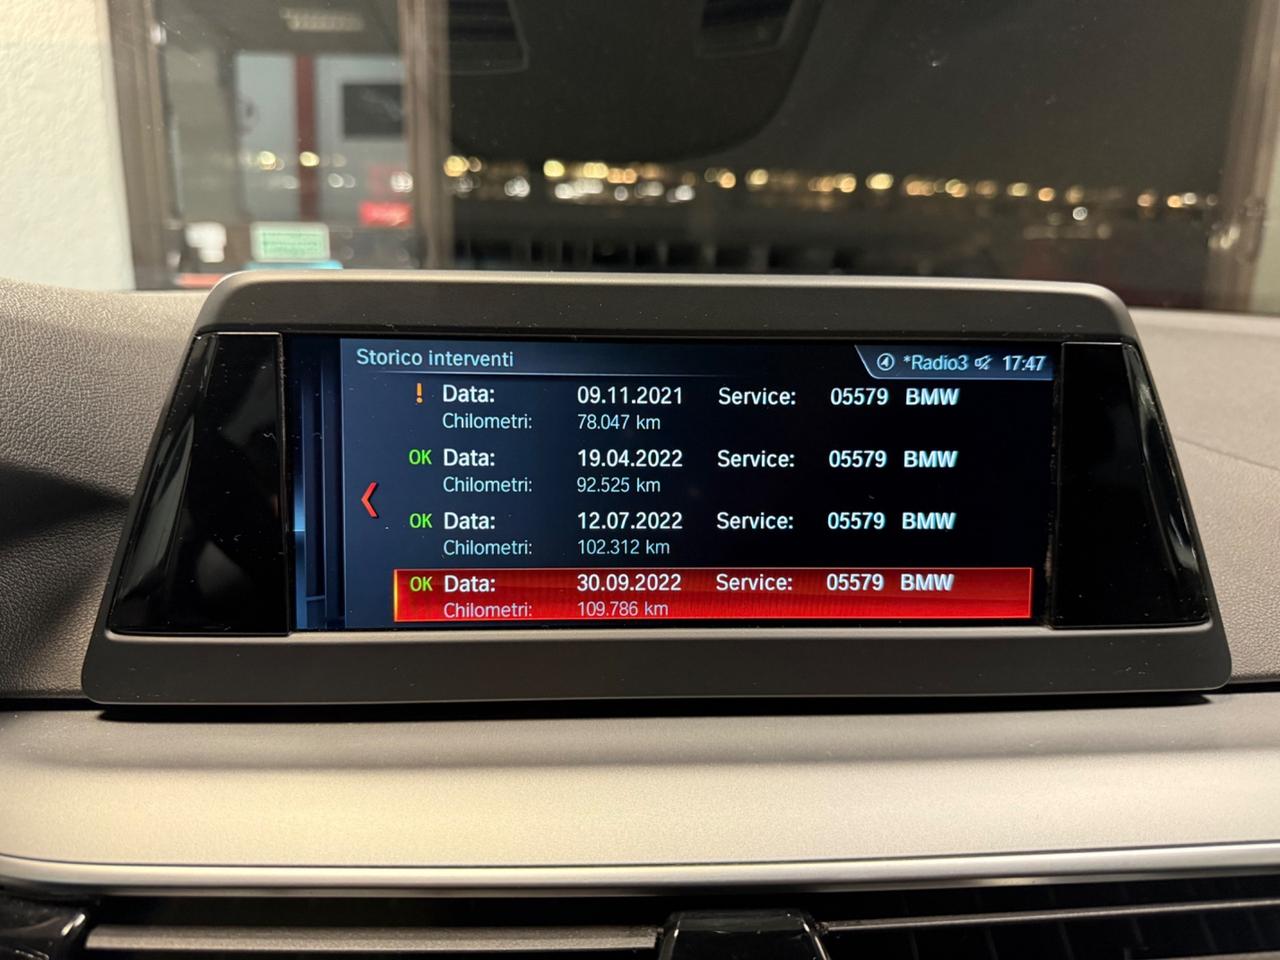 Storico interventi
*Radio3 17:47
! Data: 09.11.2021 Service: 05579 BMW
Chilometri: 78.047 km
OK Data: 19.04.2022 Service: 05579 BMW
Chilometri: 92.525 km
OK Data: 12.07.2022 Service: 05579 BMW
Chilometri: 102.312 km
OK Data: 30.09.2022 Service: 05579 BMW
Chilometri: 109.786 km